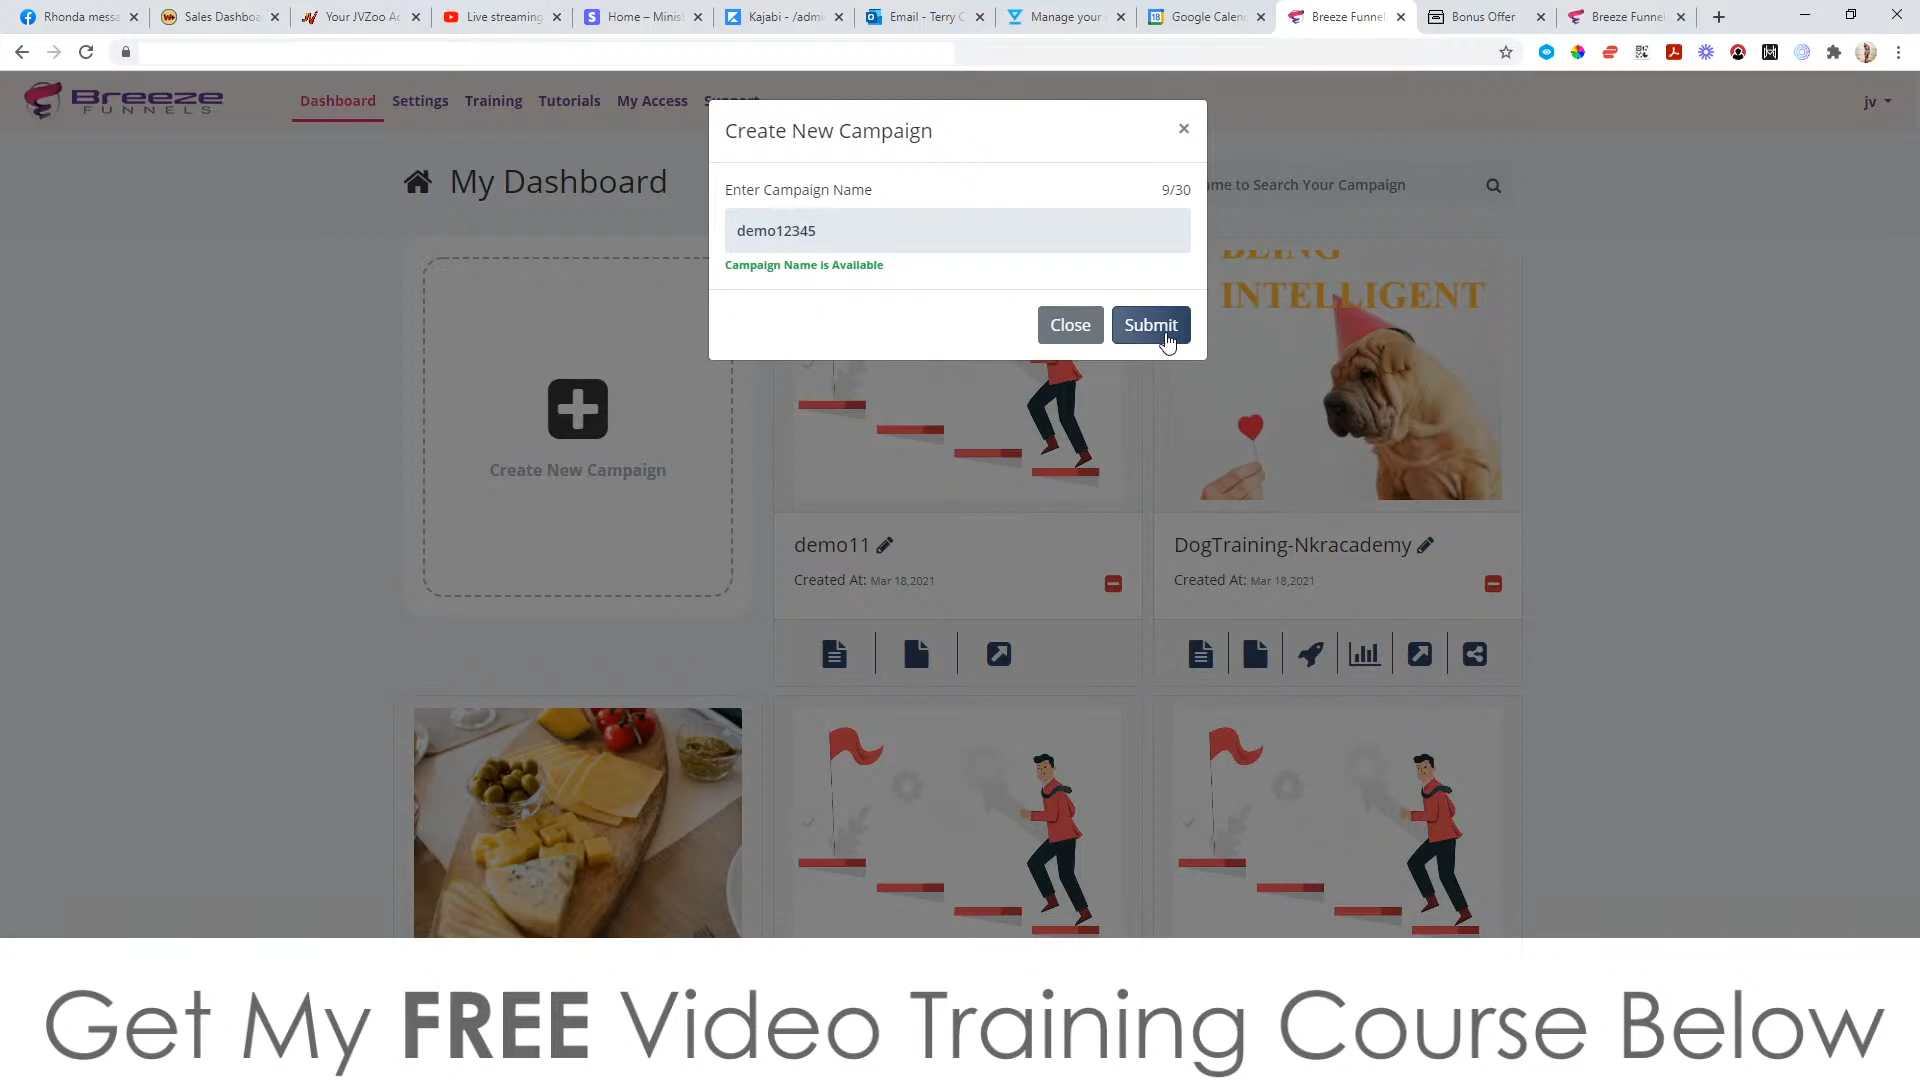 Rhonda messa
Sales Dashboa
Your JVZoo Ac
Live streaming
Home – Minist
Kajabi - /adm
Email - Terry C
Manage your
Google Calen
Breeze Funnel
Bonus Offer
Breeze Funnel
Breeze
FUNNELS
Dashboard
Settings
Training
Tutorials
My Access
Support
jv
Create New Campaign
×
My Dashboard
Enter Campaign Name
9/30
me to Search Your Campaign
demo12345
Campaign Name is Available
Close
Submit
BEING
INTELLIGENT
Create New Campaign
demo11
Created At: Mar 18,2021
DogTraining-Nkracademy
Created At: Mar 18,2021
Get My FREE Video Training Course Below